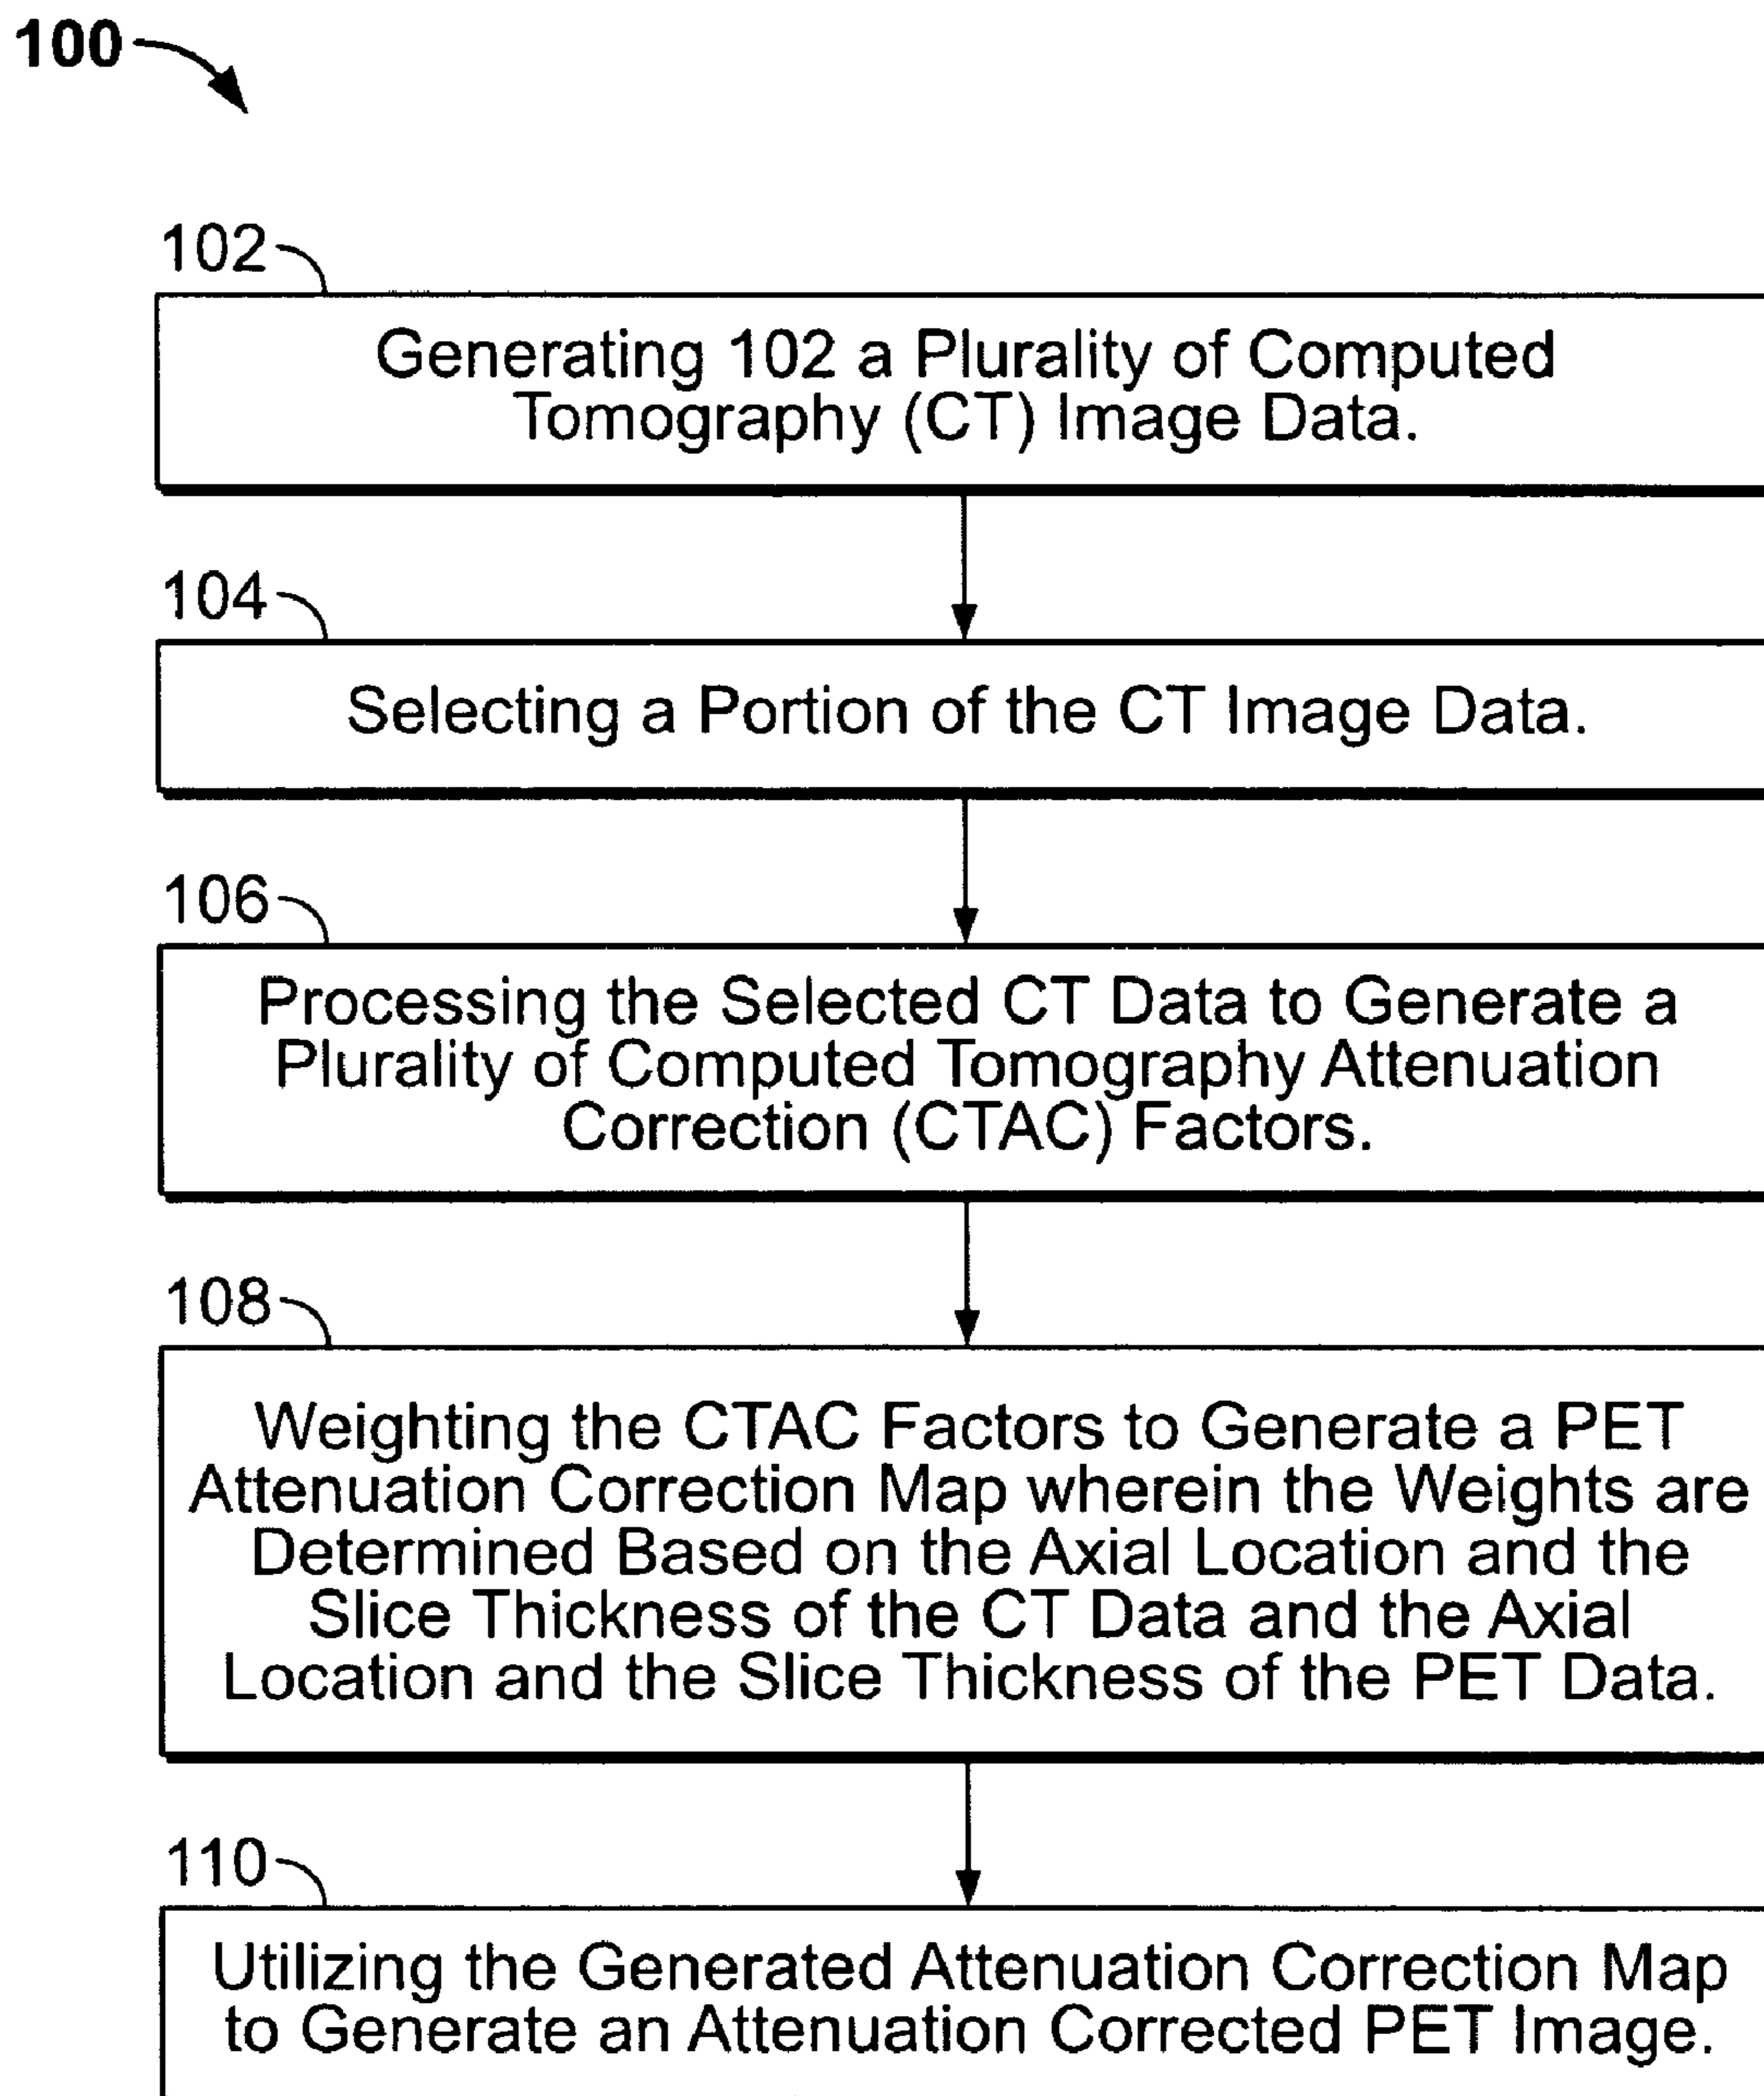 100
102
Generating 102 a Plurality of Computed
Tomography (CT) Image Data.
104
Selecting a Portion of the CT Image Data.
106
Processing the Selected CT Data to Generate a
Plurality of Computed Tomography Attenuation
Correction (CTAC) Factors.
108
Weighting the CTAC Factors to Generate a PET
Attenuation Correction Map wherein the Weights are
Determined Based on the Axial Location and the
Slice Thickness of the CT Data and the Axial
Location and the Slice Thickness of the PET Data.
110
Utilizing the Generated Attenuation Correction Map
to Generate an Attenuation Corrected PET Image.